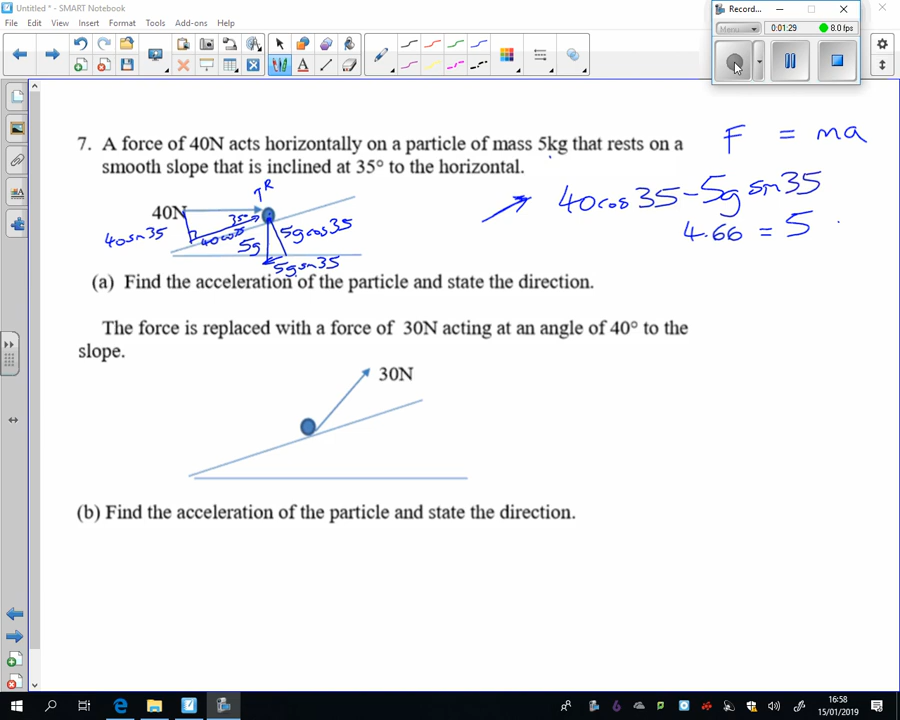 Untitled * - SMART Notebook
File Edit View Insert Format Tools Add-ons Help
Record...
Menu
0:01:29
8.0 fps
7. A force of 40N acts horizontally on a particle of mass 5kg that rests on a
smooth slope that is inclined at 35° to the horizontal.
F = ma
40cos35-5gsin35
4.66 = 5
R
40N
35°
40sin35
40cos35
5g
5gcos35
5gsin35
(a) Find the acceleration of the particle and state the direction.
The force is replaced with a force of 30N acting at an angle of 40° to the
slope.
30N
(b) Find the acceleration of the particle and state the direction.
16:58
15/01/2019